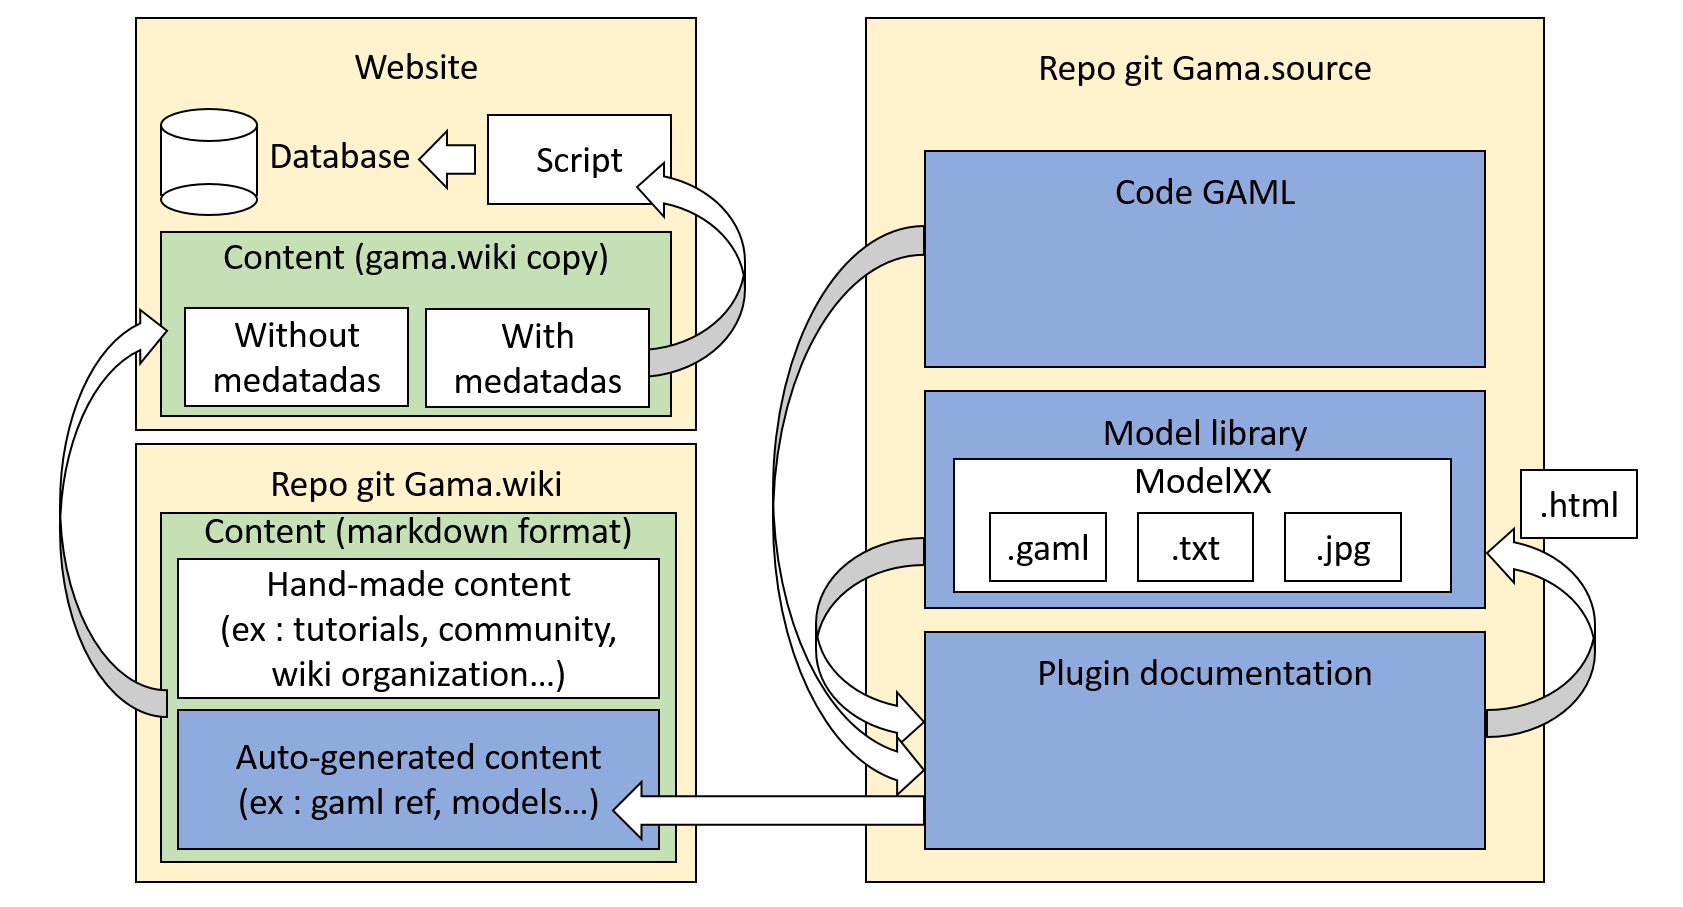 Website
Database
Script
Content (gama.wiki copy)
Without
medatadas
With
medatadas
Repo git Gama.wiki
Content (markdown format)
Hand-made content
(ex : tutorials, community,
wiki organization...)
Auto-generated content
(ex : gaml ref, models...)
Repo git Gama.source
Code GAML
Model library
ModelXX
.gaml
.txt
.jpg
.html
Plugin documentation